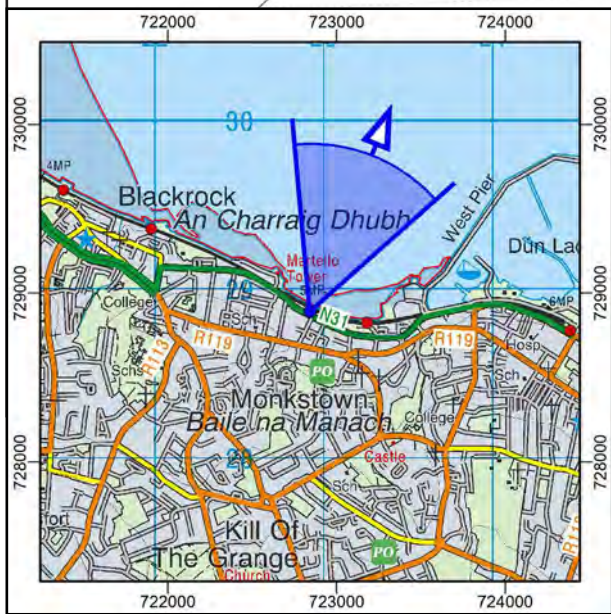 722000 723000 724000
730000
730000
30
4MP
Blackrock
An Charraig Dhubh
West Pier
Martello
Tower
Dún Lao
729000
729000
College
N31
6MP
Sch
R119
R119
Hosp
R113
Schs
PO
Sch
Monkstown
Baile na Manach
College
728000
728000
Castle
Sch
fort
Kill Of
The Grange
PO
Church
722000 723000 724000